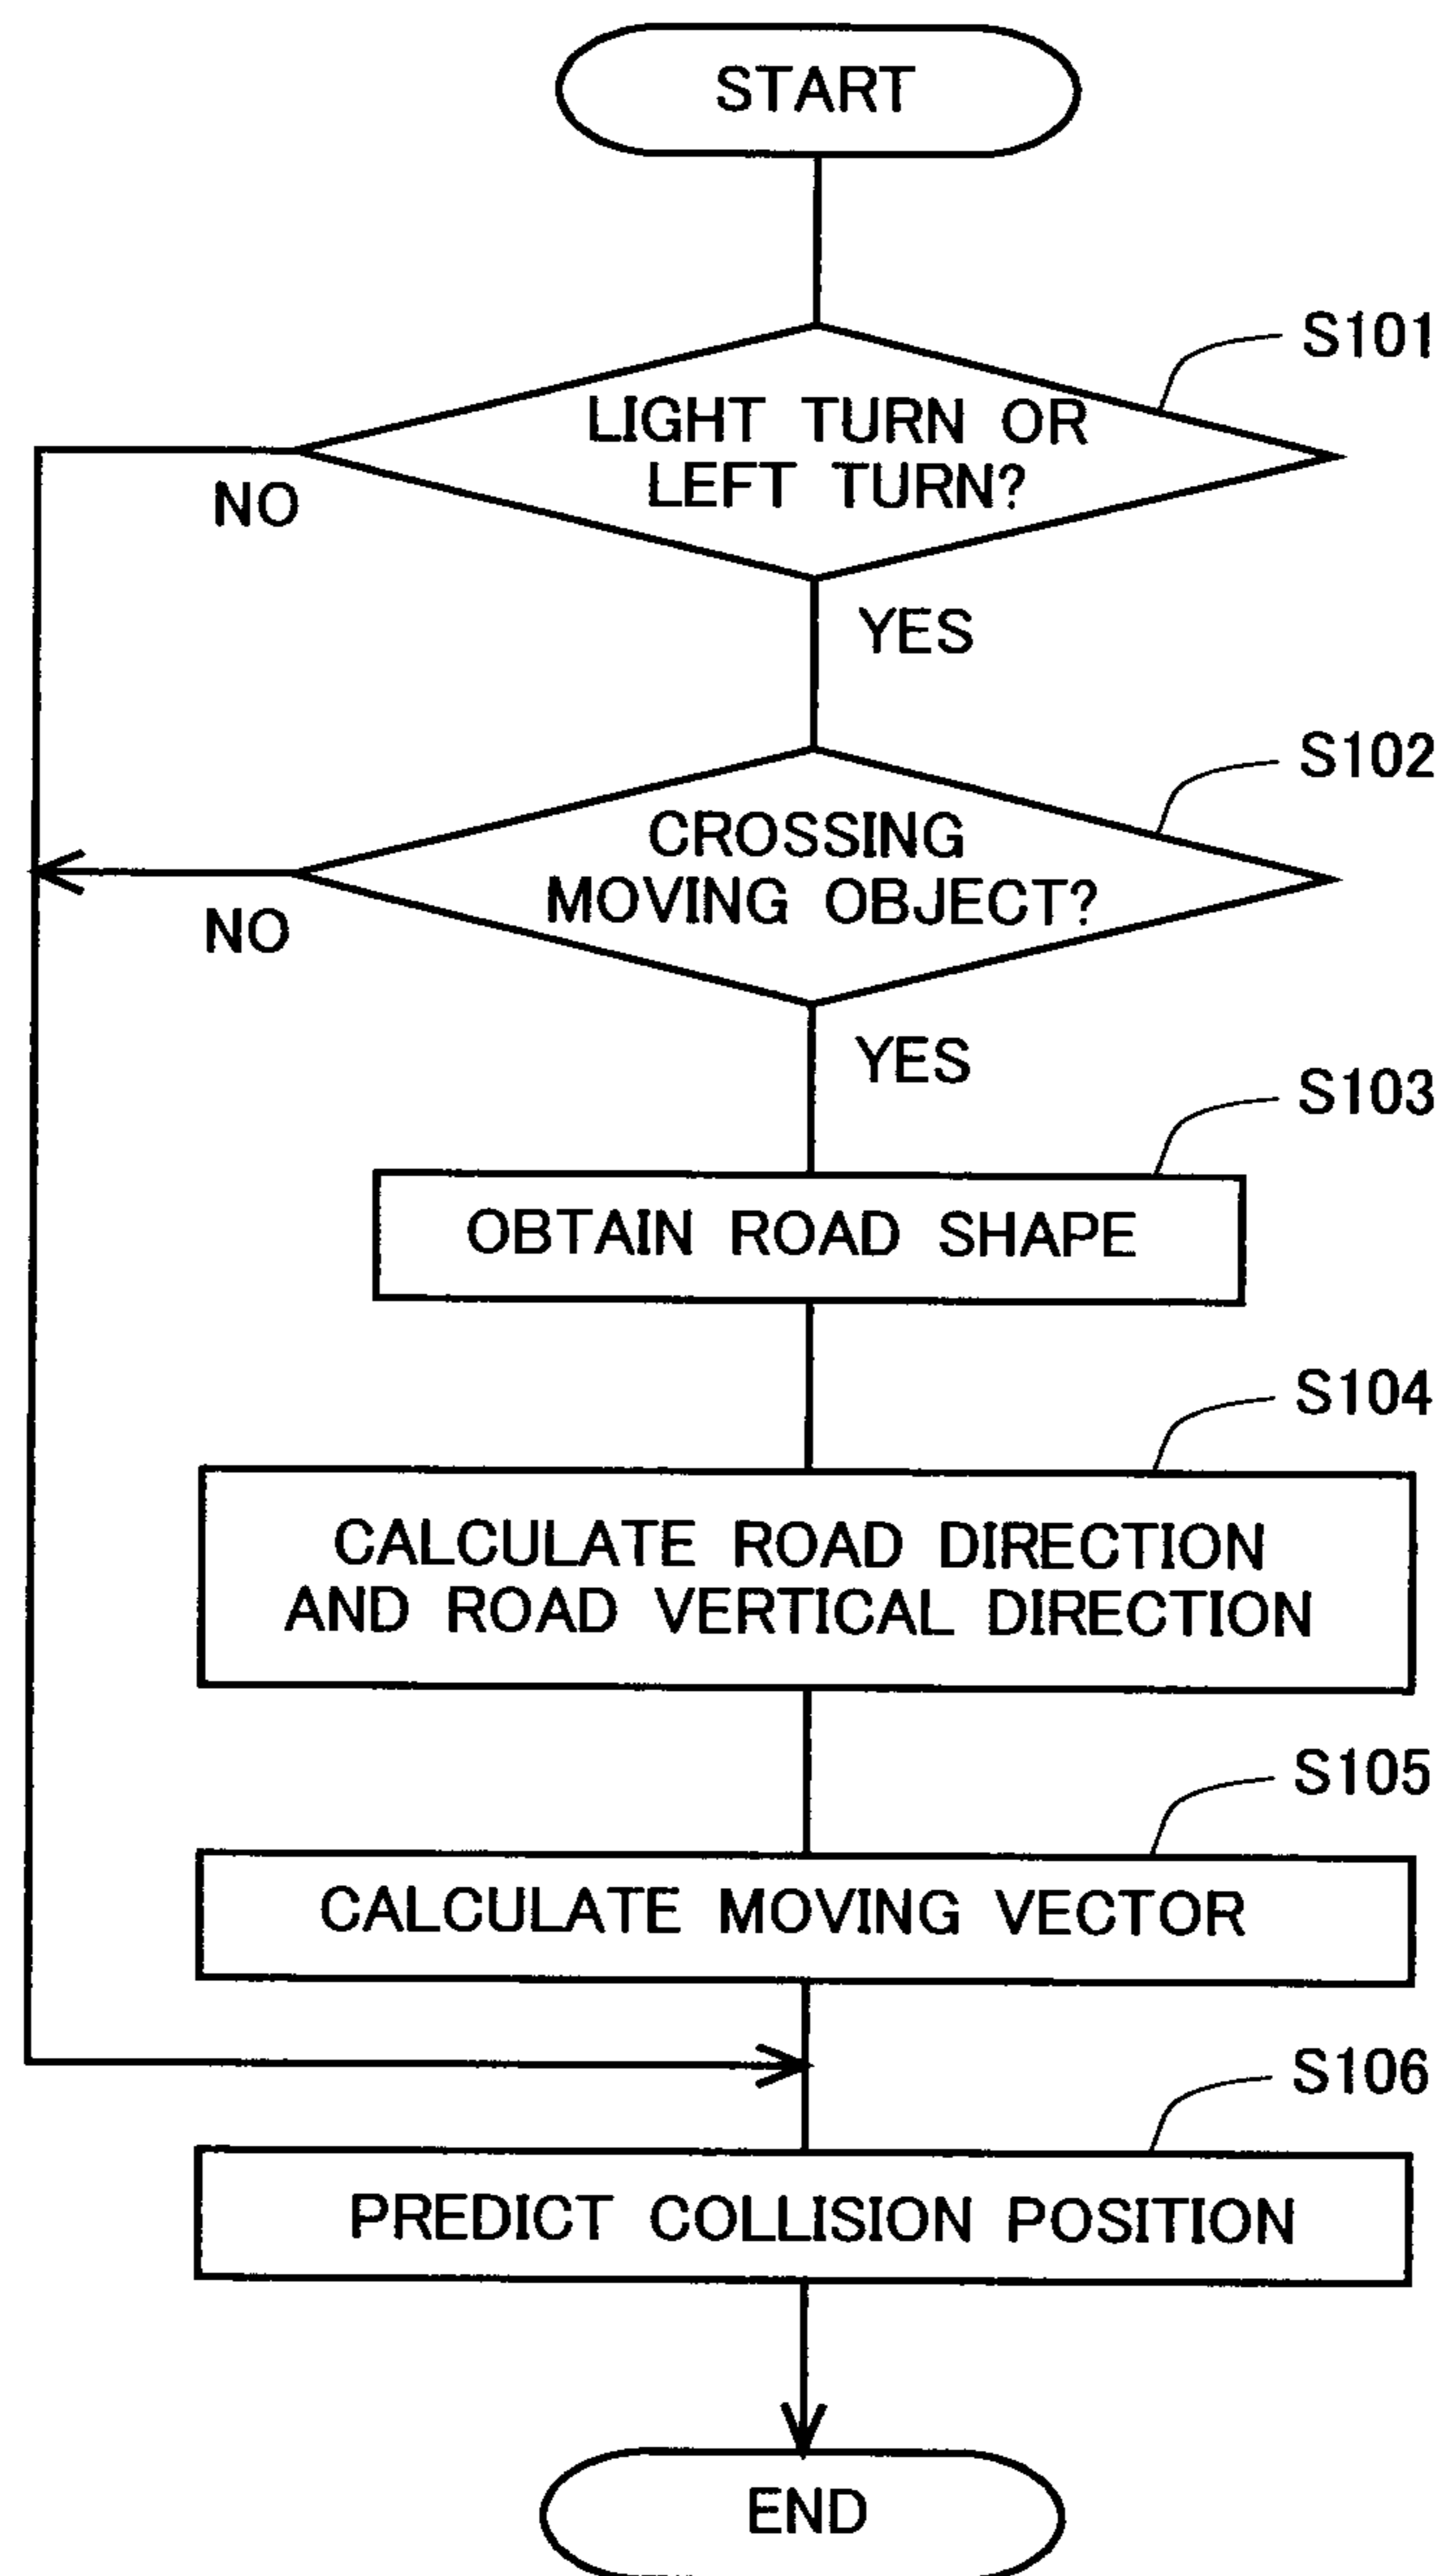 START
S101
LIGHT TURN OR
LEFT TURN?
NO
YES
S102
CROSSING
MOVING OBJECT?
NO
YES
S103
OBTAIN ROAD SHAPE
S104
CALCULATE ROAD DIRECTION
AND ROAD VERTICAL DIRECTION
S105
CALCULATE MOVING VECTOR
S106
PREDICT COLLISION POSITION
END